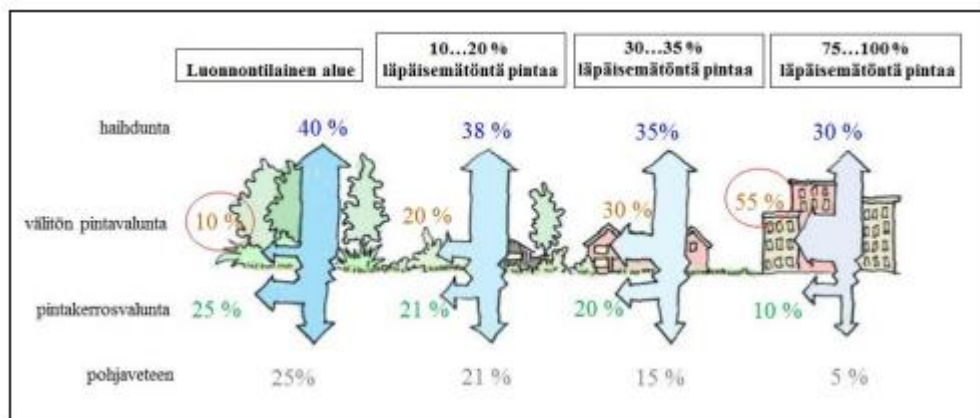 Luonnontilainen alue
10…20 %
läpäisemätöntä pintaa
30…35 %
läpäisemätöntä pintaa
75…100%
läpäisemätöntä pintaa
haihdunta 40 % 38 % 35% 30 %
välitön pintavalunta 10 % 20 % 30 % 55 %
pintakerrosvalunta 25 % 21 % 20 % 10 %
pohjaveteen 25% 21 % 15 % 5 %